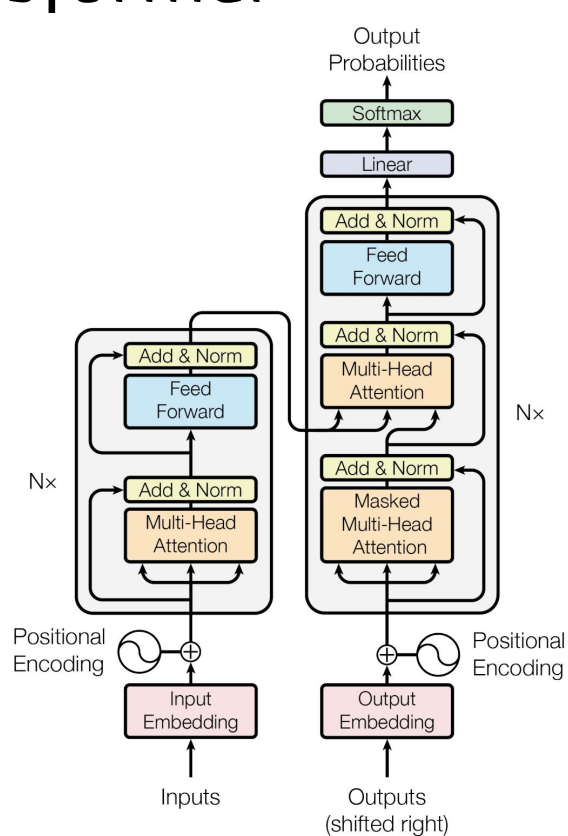 Output
Probabilities
Softmax
Linear
Add & Norm
Feed
Forward
Add & Norm
Multi-Head
Attention
Nx
Add & Norm
Masked
Multi-Head
Attention
Positional
Encoding
Output
Embedding
Outputs
(shifted right)
Add & Norm
Feed
Forward
Nx
Add & Norm
Multi-Head
Attention
Positional
Encoding
Input
Embedding
Inputs